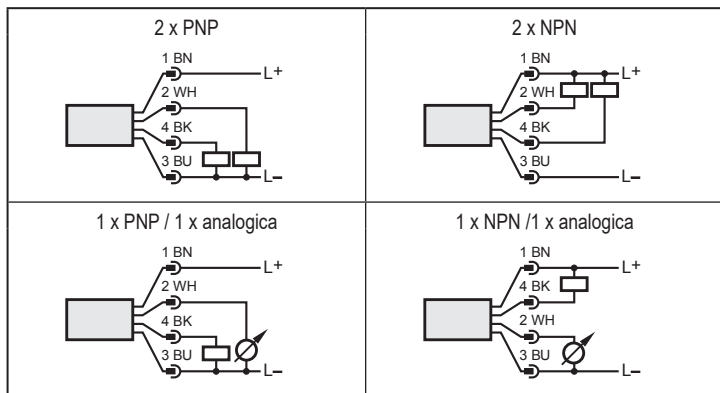 2 x PNP
1 BN
L+
2 WH
4 BK
3 BU
L–
2 x NPN
1 BN
L+
2 WH
4 BK
3 BU
L–
1 x PNP / 1 x analogica
1 BN
L+
2 WH
4 BK
3 BU
L–
1 x NPN /1 x analogica
1 BN
L+
4 BK
2 WH
3 BU
L–